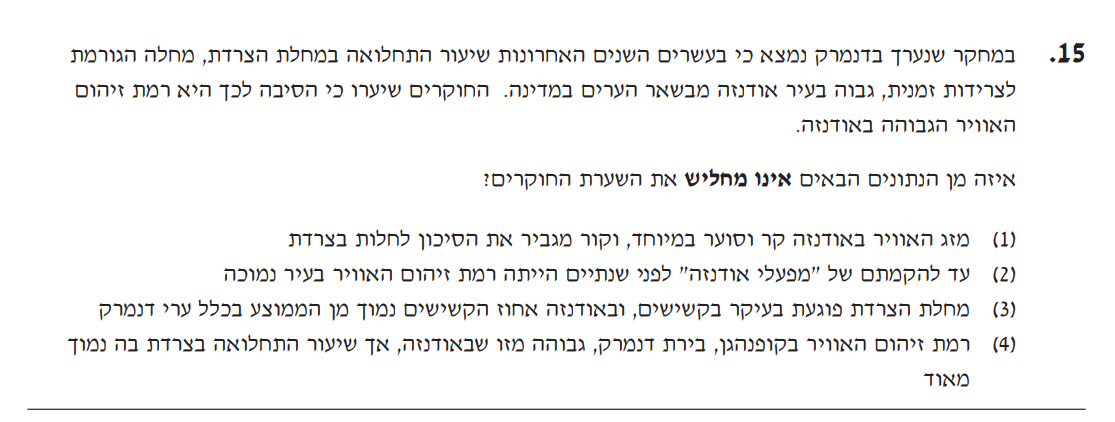 15. במחקר שנערך בדנמרק נמצא כי בעשרים השנים האחרונות שיעור התחלואה במחלת הצרדת, מחלה הגורמת
לצרידות זמנית, גבוה בעיר אודנזה מבשאר הערים במדינה. החוקרים שיערו כי הסיבה לכך היא רמת זיהום
האוויר הגבוהה באודנזה.
איזה מן הנתונים הבאים אינו מחליש את השערת החוקרים?
(1) מזג האוויר באודנזה קר וסוער במיוחד, וקור מגביר את הסיכון לחלות בצרדת
(2) עד להקמתם של "מפעלי אודנזה" לפני שנתיים הייתה רמת זיהום האוויר בעיר נמוכה
(3) מחלת הצרדת פוגעת בעיקר בקשישים, ובאודנזה אחוז הקשישים נמוך מן הממוצע בכלל ערי דנמרק
(4) רמת זיהום האוויר בקופנהגן, בירת דנמרק, גבוהה מזו שבאודנזה, אך שיעור התחלואה בצרדת בה נמוך
מאוד